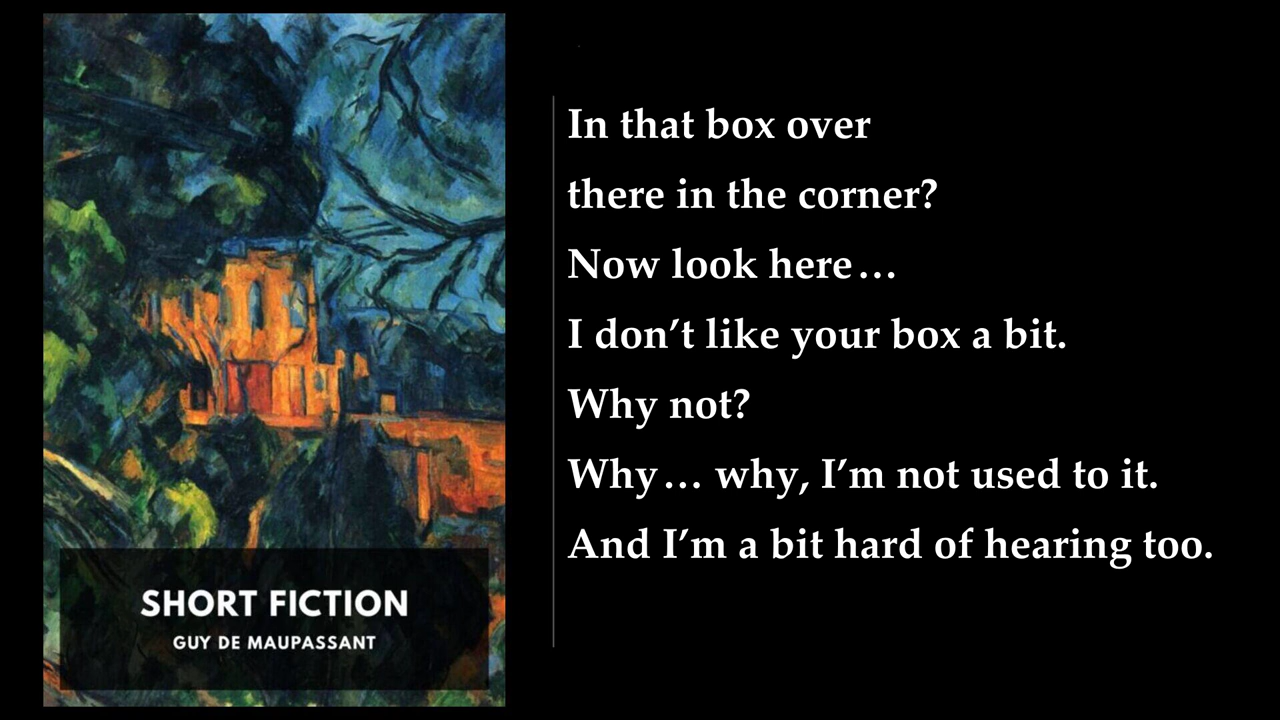 In that box over
there in the corner?
Now look here…
I don’t like your box a bit.
Why not?
Why… why, I’m not used to it.
And I’m a bit hard of hearing too.
SHORT FICTION
GUY DE MAUPASSANT